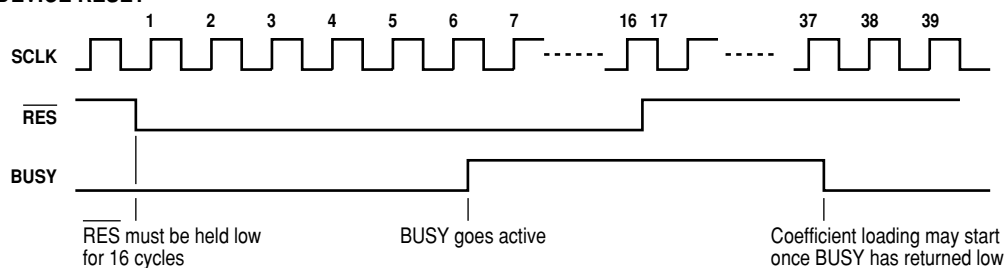 DEVICE RESET
1 2 3 4 5 6 7 16 17 37 38 39
SCLK
RES
BUSY
RES must be held low
for 16 cycles
BUSY goes active
Coefficient loading may start
once BUSY has returned low